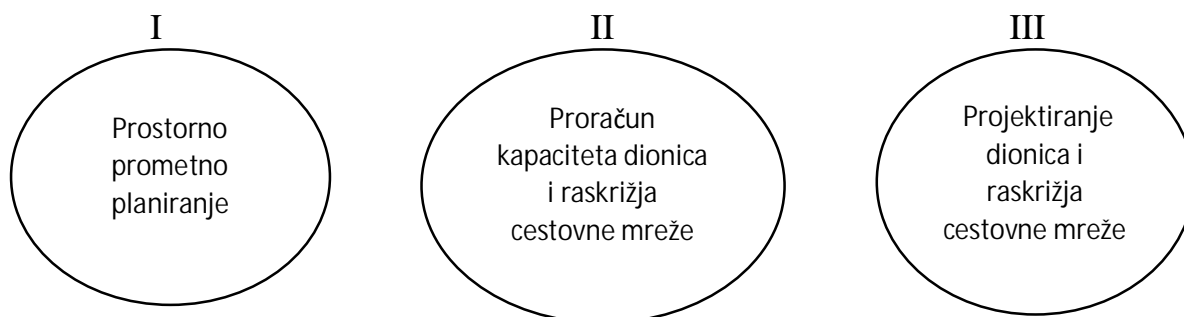 I
Prostorno
prometno
planiranje
II
Proračun
kapaciteta dionica
i raskrižja
cestovne mreže
III
Projektiranje
dionica i
raskrižja
cestovne mreže